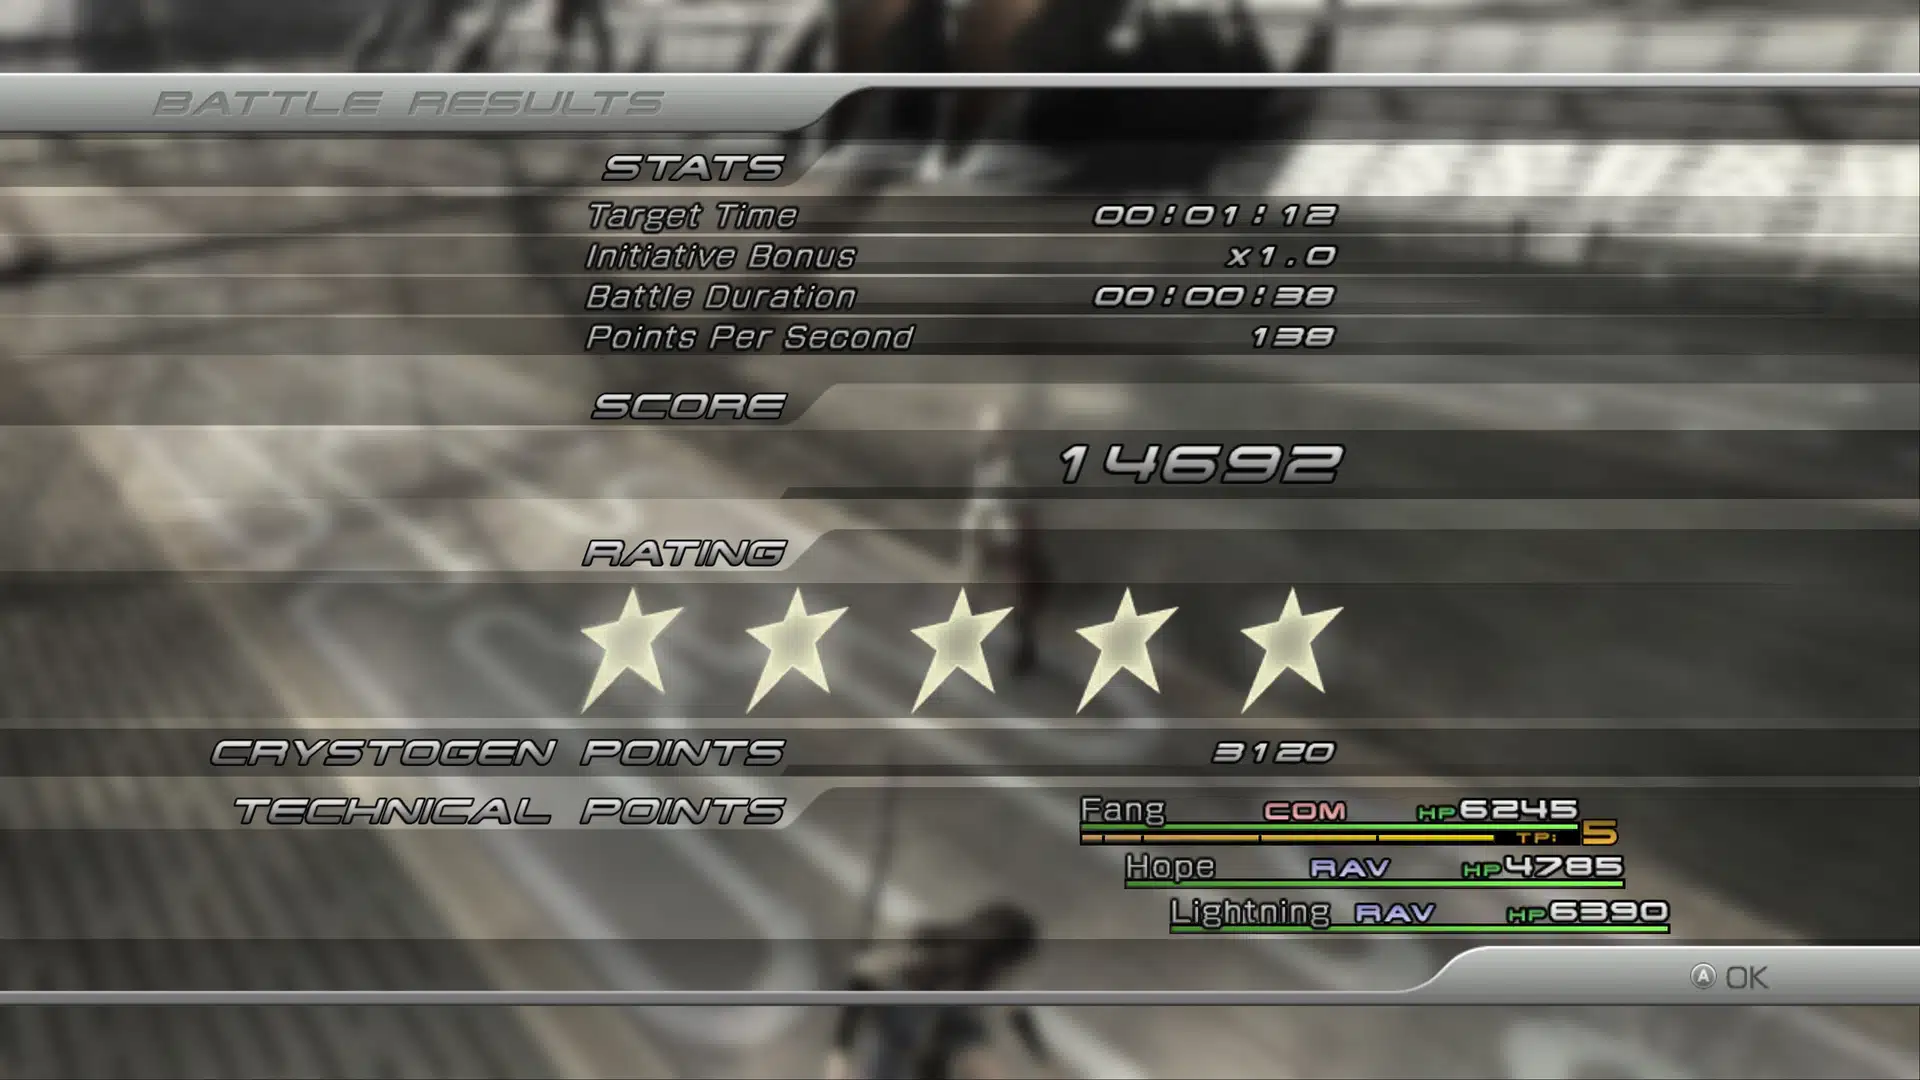 BATTLE RESULTS
STATS
Target Time 00:01:12
Initiative Bonus x1.0
Battle Duration 00:00:38
Points Per Second 138
SCORE
14692
RATING
CRYSTOGEN POINTS 3120
TECHNICAL POINTS
Fang COM HP6245
TP: 5
Hope RAV HP4785
Lightning RAV HP6390
A OK